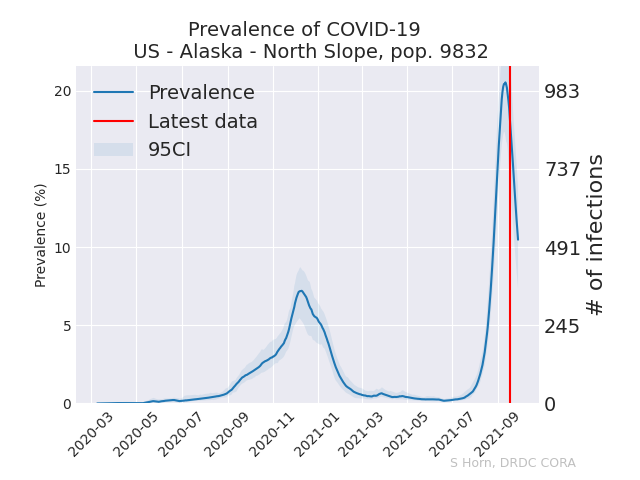 Prevalence of COVID-19
US - Alaska - North Slope, pop. 9832
Prevalence
Latest data
95CI
Prevalence (%)
20
15
10
5
0
983
737
491
245
0
# of infections
2020-03
2020-05
2020-07
2020-09
2020-11
2021-01
2021-03
2021-05
2021-07
2021-09
S Horn, DRDC CORA